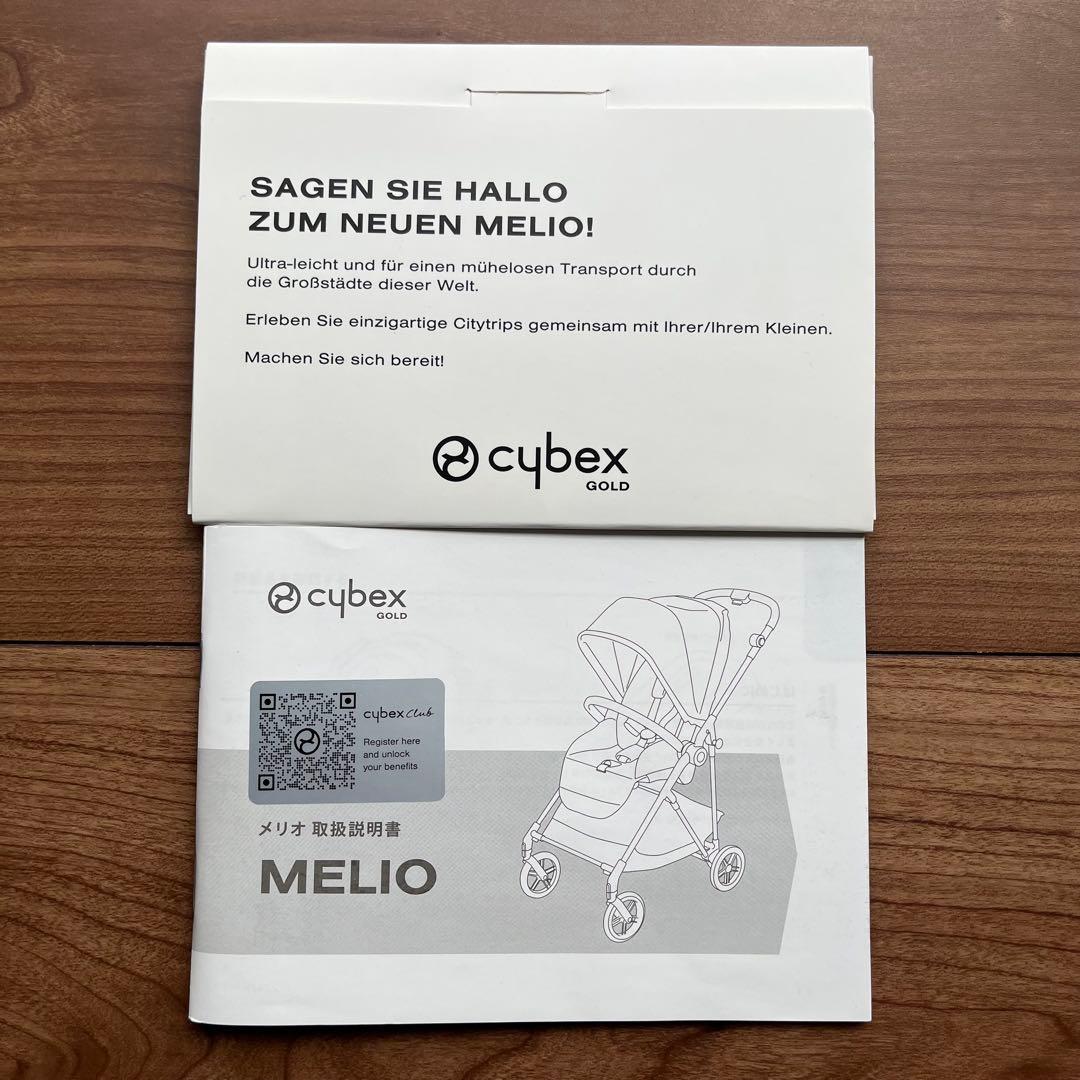 SAGEN SIE HALLO
ZUM NEUEN MELIO!
Ultra-leicht und für einen mühelosen Transport durch
die Großstädte dieser Welt.
Erleben Sie einzigartige Citytrips gemeinsam mit Ihrer/Ihrem Kleinen.
Machen Sie sich bereit!
cybex
GOLD
cybex
GOLD
cybex Club
Register here
and unlock
your benefits
メリオ 取扱説明書
MELIO